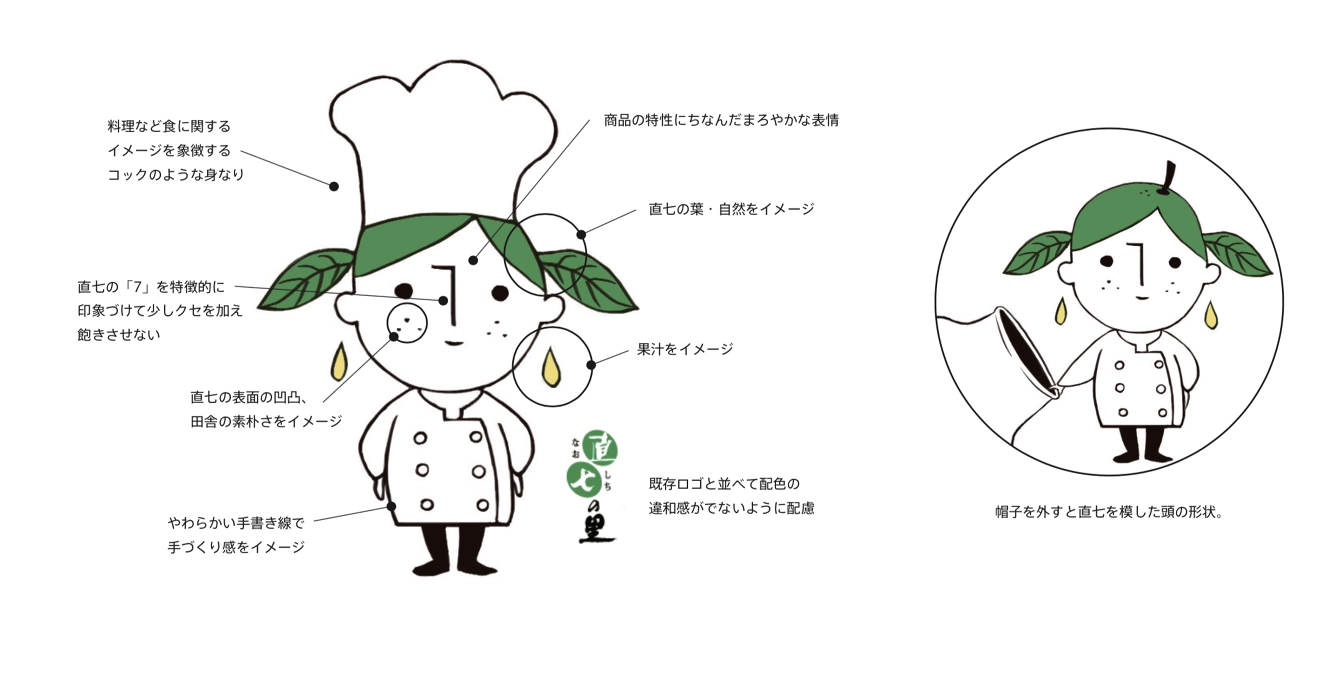 料理など食に関する
イメージを象徴する
コックのような身なり
商品の特性にちなんだまろやかな表情
直七の葉・自然をイメージ
直七の「7」を特徴的に
印象づけて少しクセを加え
飽きさせない
果汁をイメージ
直七の表面の凹凸、
田舎の素朴さをイメージ
直七の里
なお
しち
既存ロゴと並べて配色の
違和感がでないように配慮
やわらかい手書き線で
手づくり感をイメージ
帽子を外すと直七を模した頭の形状。